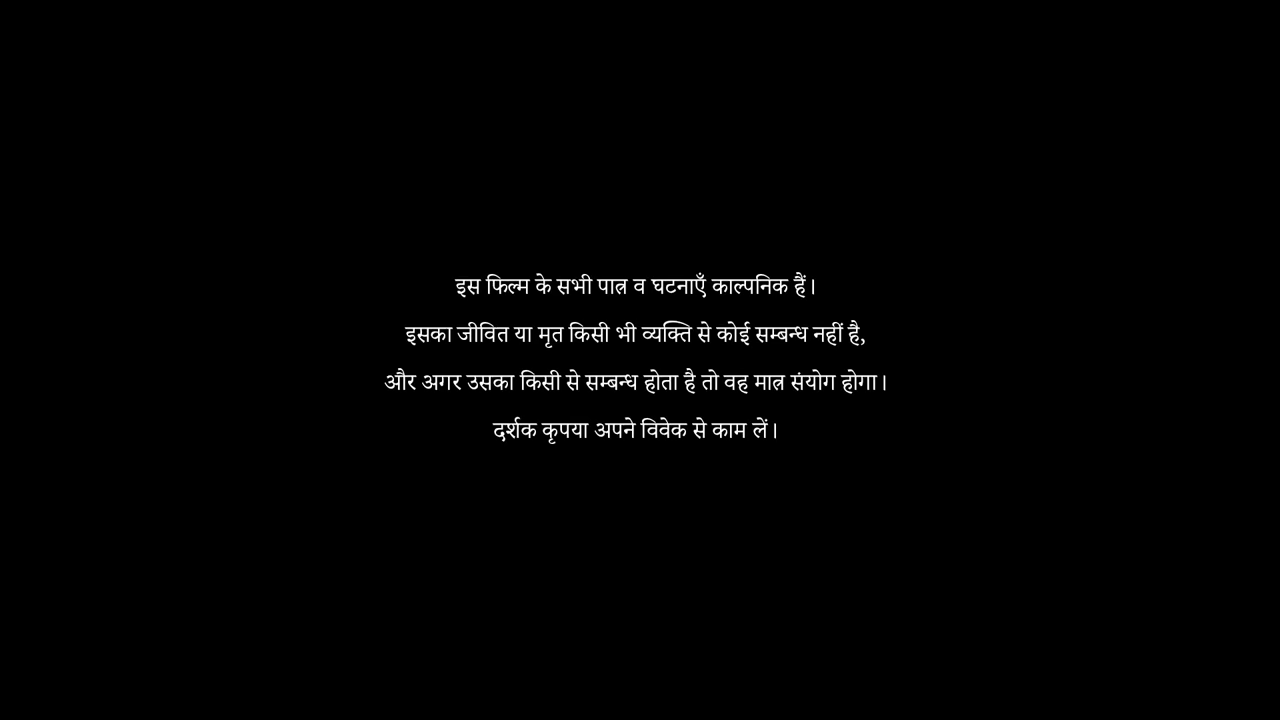 इस फिल्म के सभी पात्र व घटनाएँ काल्पनिक हैं।
इसका जीवित या मृत किसी भी व्यक्ति से कोई सम्बन्ध नहीं है,
और अगर उसका किसी से सम्बन्ध होता है तो वह मात्र संयोग होगा।
दर्शक कृपया अपने विवेक से काम लें।